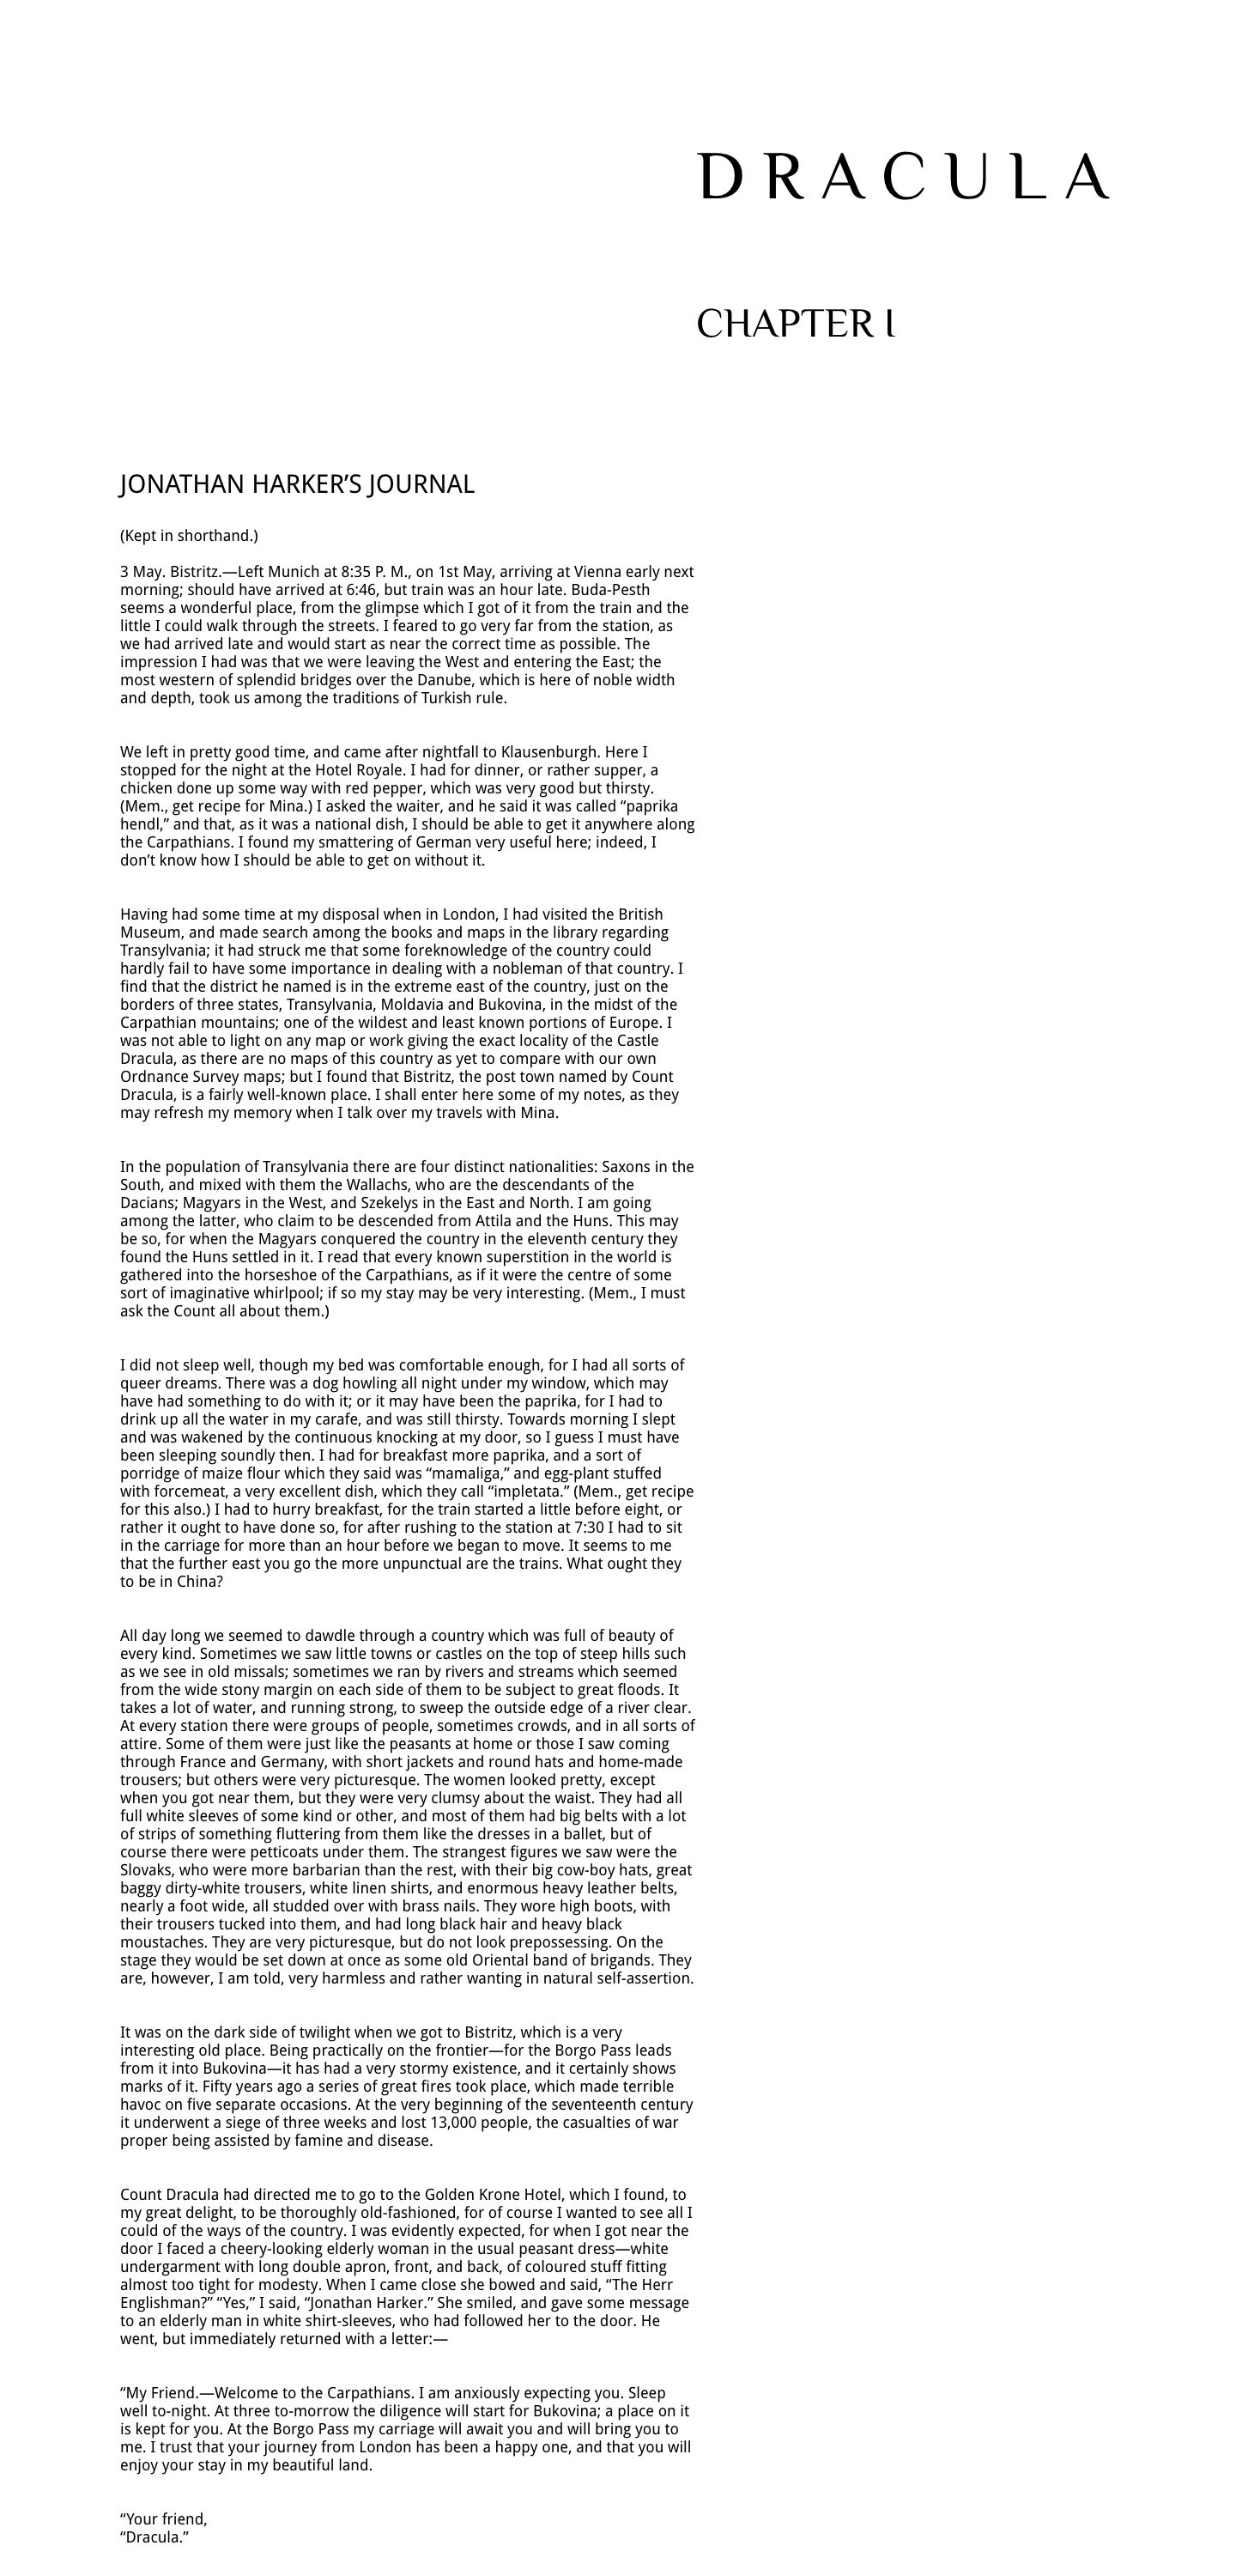 D R A C U L A
CHAPTER I
JONATHAN HARKER’S JOURNAL
(Kept in shorthand.)
3 May. Bistritz.—Left Munich at 8:35 P. M., on 1st May, arriving at Vienna early next
morning; should have arrived at 6:46, but train was an hour late. Buda-Pesth
seems a wonderful place, from the glimpse which I got of it from the train and the
little I could walk through the streets. I feared to go very far from the station, as
we had arrived late and would start as near the correct time as possible. The
impression I had was that we were leaving the West and entering the East; the
most western of splendid bridges over the Danube, which is here of noble width
and depth, took us among the traditions of Turkish rule.
We left in pretty good time, and came after nightfall to Klausenburgh. Here I
stopped for the night at the Hotel Royale. I had for dinner, or rather supper, a
chicken done up some way with red pepper, which was very good but thirsty.
(Mem., get recipe for Mina.) I asked the waiter, and he said it was called “paprika
hendl,” and that, as it was a national dish, I should be able to get it anywhere along
the Carpathians. I found my smattering of German very useful here; indeed, I
don’t know how I should be able to get on without it.
Having had some time at my disposal when in London, I had visited the British
Museum, and made search among the books and maps in the library regarding
Transylvania; it had struck me that some foreknowledge of the country could
hardly fail to have some importance in dealing with a nobleman of that country. I
find that the district he named is in the extreme east of the country, just on the
borders of three states, Transylvania, Moldavia and Bukovina, in the midst of the
Carpathian mountains; one of the wildest and least known portions of Europe. I
was not able to light on any map or work giving the exact locality of the Castle
Dracula, as there are no maps of this country as yet to compare with our own
Ordnance Survey maps; but I found that Bistritz, the post town named by Count
Dracula, is a fairly well-known place. I shall enter here some of my notes, as they
may refresh my memory when I talk over my travels with Mina.
In the population of Transylvania there are four distinct nationalities: Saxons in the
South, and mixed with them the Wallachs, who are the descendants of the
Dacians; Magyars in the West, and Szekelys in the East and North. I am going
among the latter, who claim to be descended from Attila and the Huns. This may
be so, for when the Magyars conquered the country in the eleventh century they
found the Huns settled in it. I read that every known superstition in the world is
gathered into the horseshoe of the Carpathians, as if it were the centre of some
sort of imaginative whirlpool; if so my stay may be very interesting. (Mem., I must
ask the Count all about them.)
I did not sleep well, though my bed was comfortable enough, for I had all sorts of
queer dreams. There was a dog howling all night under my window, which may
have had something to do with it; or it may have been the paprika, for I had to
drink up all the water in my carafe, and was still thirsty. Towards morning I slept
and was wakened by the continuous knocking at my door, so I guess I must have
been sleeping soundly then. I had for breakfast more paprika, and a sort of
porridge of maize flour which they said was “mamaliga,” and egg-plant stuffed
with forcemeat, a very excellent dish, which they call “impletata.” (Mem., get recipe
for this also.) I had to hurry breakfast, for the train started a little before eight, or
rather it ought to have done so, for after rushing to the station at 7:30 I had to sit
in the carriage for more than an hour before we began to move. It seems to me
that the further east you go the more unpunctual are the trains. What ought they
to be in China?
All day long we seemed to dawdle through a country which was full of beauty of
every kind. Sometimes we saw little towns or castles on the top of steep hills such
as we see in old missals; sometimes we ran by rivers and streams which seemed
from the wide stony margin on each side of them to be subject to great floods. It
takes a lot of water, and running strong, to sweep the outside edge of a river clear.
At every station there were groups of people, sometimes crowds, and in all sorts of
attire. Some of them were just like the peasants at home or those I saw coming
through France and Germany, with short jackets and round hats and home-made
trousers; but others were very picturesque. The women looked pretty, except
when you got near them, but they were very clumsy about the waist. They had all
full white sleeves of some kind or other, and most of them had big belts with a lot
of strips of something fluttering from them like the dresses in a ballet, but of
course there were petticoats under them. The strangest figures we saw were the
Slovaks, who were more barbarian than the rest, with their big cow-boy hats, great
baggy dirty-white trousers, white linen shirts, and enormous heavy leather belts,
nearly a foot wide, all studded over with brass nails. They wore high boots, with
their trousers tucked into them, and had long black hair and heavy black
moustaches. They are very picturesque, but do not look prepossessing. On the
stage they would be set down at once as some old Oriental band of brigands. They
are, however, I am told, very harmless and rather wanting in natural self-assertion.
It was on the dark side of twilight when we got to Bistritz, which is a very
interesting old place. Being practically on the frontier—for the Borgo Pass leads
from it into Bukovina—it has had a very stormy existence, and it certainly shows
marks of it. Fifty years ago a series of great fires took place, which made terrible
havoc on five separate occasions. At the very beginning of the seventeenth century
it underwent a siege of three weeks and lost 13,000 people, the casualties of war
proper being assisted by famine and disease.
Count Dracula had directed me to go to the Golden Krone Hotel, which I found, to
my great delight, to be thoroughly old-fashioned, for of course I wanted to see all I
could of the ways of the country. I was evidently expected, for when I got near the
door I faced a cheery-looking elderly woman in the usual peasant dress—white
undergarment with long double apron, front, and back, of coloured stuff fitting
almost too tight for modesty. When I came close she bowed and said, “The Herr
Englishman?” “Yes,” I said, “Jonathan Harker.” She smiled, and gave some message
to an elderly man in white shirt-sleeves, who had followed her to the door. He
went, but immediately returned with a letter:—
“My Friend.—Welcome to the Carpathians. I am anxiously expecting you. Sleep
well to-night. At three to-morrow the diligence will start for Bukovina; a place on it
is kept for you. At the Borgo Pass my carriage will await you and will bring you to
me. I trust that your journey from London has been a happy one, and that you will
enjoy your stay in my beautiful land.
“Your friend,
“Dracula.”